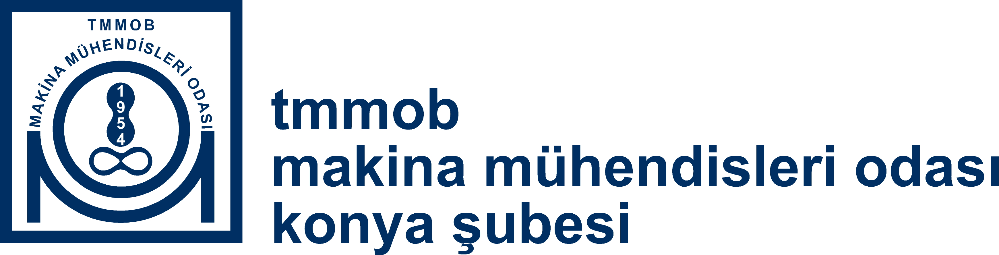 TMMOB
MAKİNA MÜHENDİSLERİ ODASI
1
9
5
4
tmmob
makina mühendisleri odası
konya şubesi